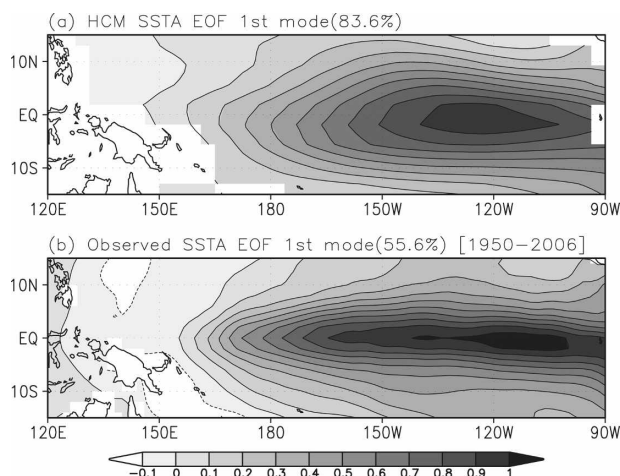 (a) HCM SSTA EOF 1st mode(83.6%)
10N
EQ
10S
120E 150E 180 150W 120W 90W
(b) Observed SSTA EOF 1st mode(55.6%) [1950−2006]
10N
EQ
10S
120E 150E 180 150W 120W 90W
−0.1 0 0.1 0.2 0.3 0.4 0.5 0.6 0.7 0.8 0.9 1